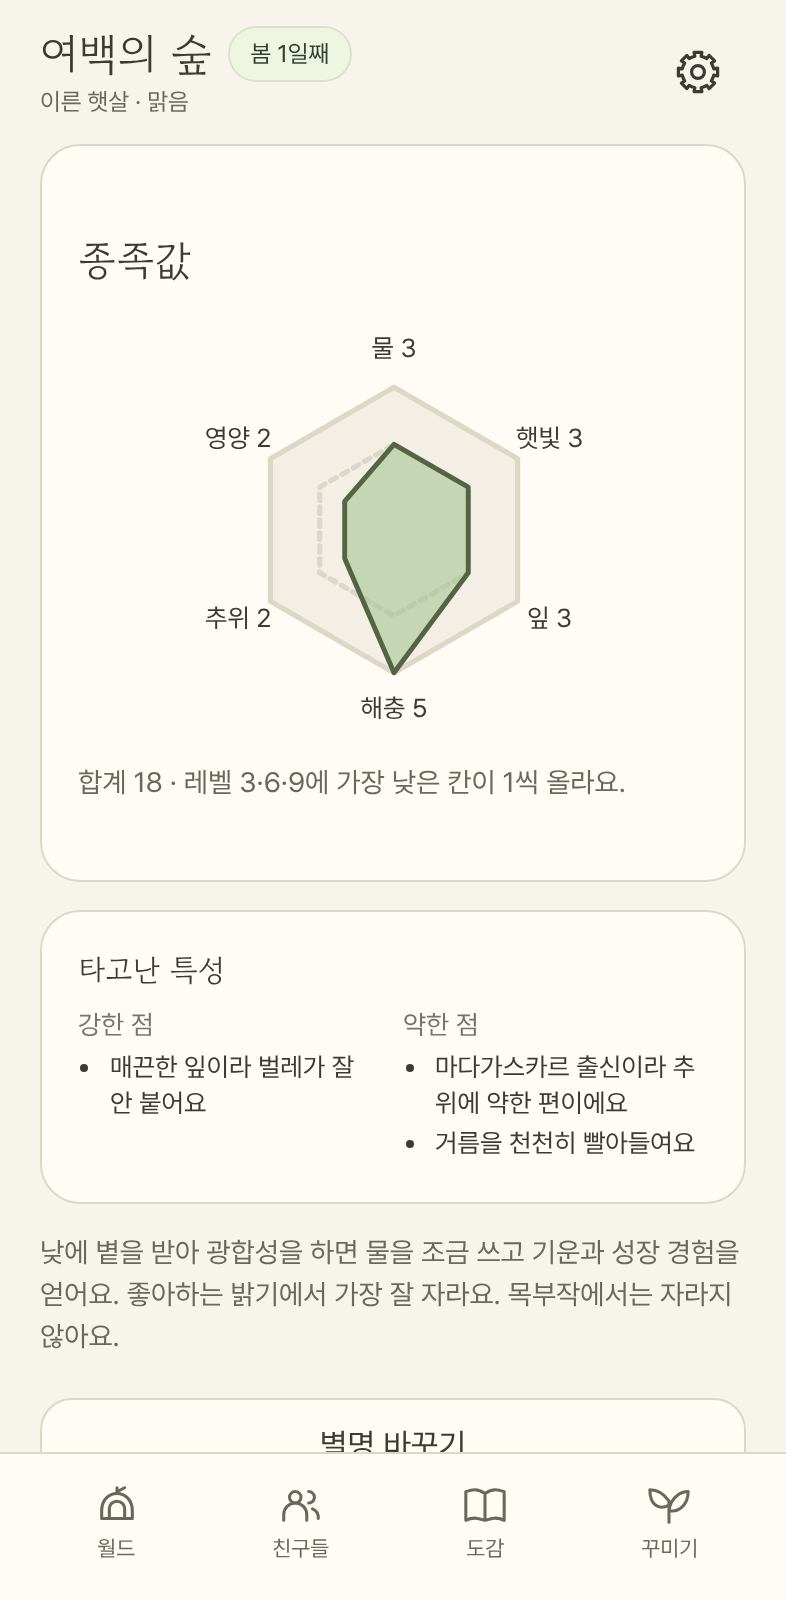 여백의 숲
봄 1일째
이른 햇살 · 맑음
종족값
물 3
영양 2
햇빛 3
추위 2
잎 3
해충 5
합계 18 · 레벨 3·6·9에 가장 낮은 칸이 1씩 올라요.
타고난 특성
강한 점
• 매끈한 잎이라 벌레가 잘
안 붙어요
약한 점
• 마다가스카르 출신이라 추
위에 약한 편이에요
• 거름을 천천히 빨아들여요
낮에 볕을 받아 광합성을 하면 물을 조금 쓰고 기운과 성장 경험을
얻어요. 좋아하는 밝기에서 가장 잘 자라요. 목부작에서는 자라지
않아요.
별명 바꾸기
월드
친구들
도감
꾸미기